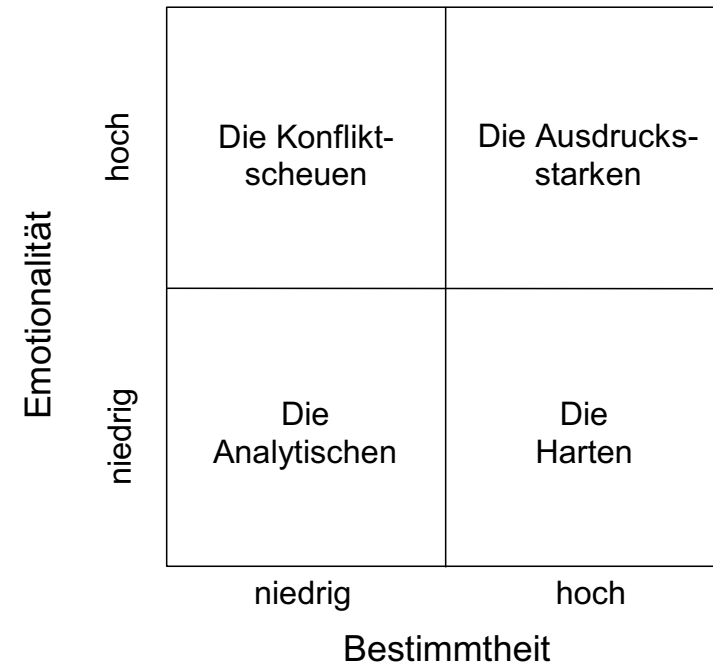 Emotionalität
hoch
Die Konflikt-
scheuen
Die Ausdrucks-
starken
niedrig
Die
Analytischen
Die
Harten
niedrig
hoch
Bestimmtheit